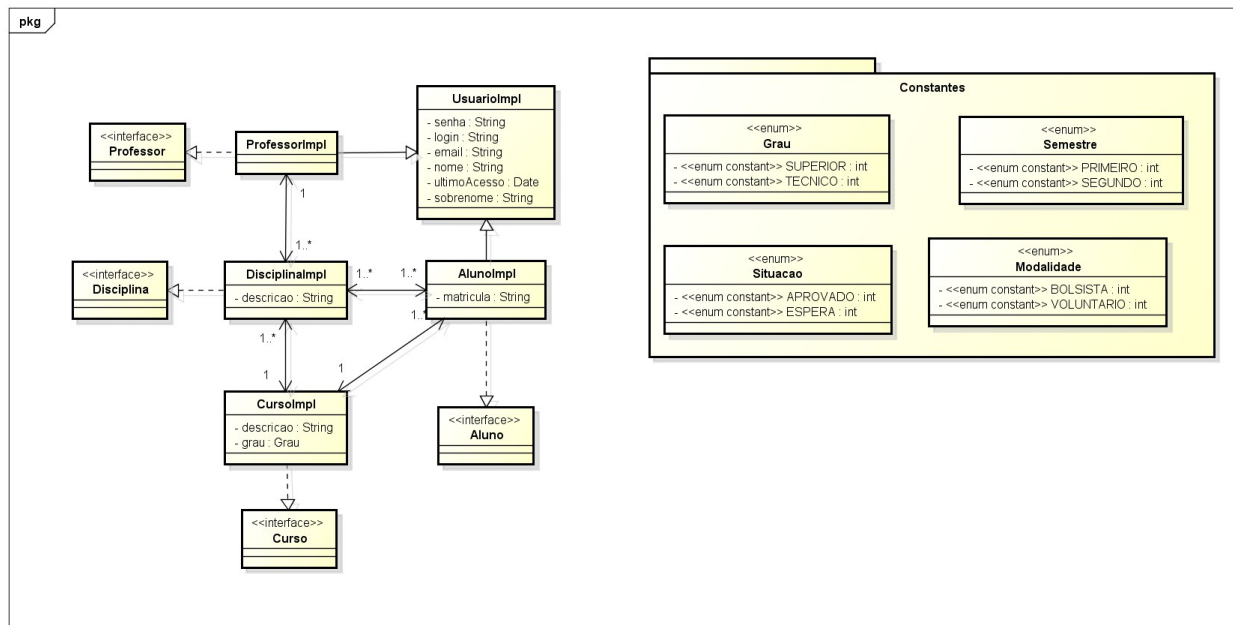 pkg
UsuarioImpl
- senha : String
- login : String
- email : String
- nome : String
- ultimoAcesso : Date
- sobrenome : String
<<interface>>
Professor
ProfessorImpl
1
1..*
<<interface>>
Disciplina
DisciplinaImpl
- descricao : String
1..*
1..*
AlunoImpl
- matricula : String
1..*
1..*
1
1
CursoImpl
- descricao : String
- grau : Grau
<<interface>>
Aluno
<<interface>>
Curso
Constantes
<<enum>>
Grau
- <<enum constant>> SUPERIOR : int
- <<enum constant>> TECNICO : int
<<enum>>
Semestre
- <<enum constant>> PRIMEIRO : int
- <<enum constant>> SEGUNDO : int
<<enum>>
Situacao
- <<enum constant>> APROVADO : int
- <<enum constant>> ESPERA : int
<<enum>>
Modalidade
- <<enum constant>> BOLSISTA : int
- <<enum constant>> VOLUNTARIO : int